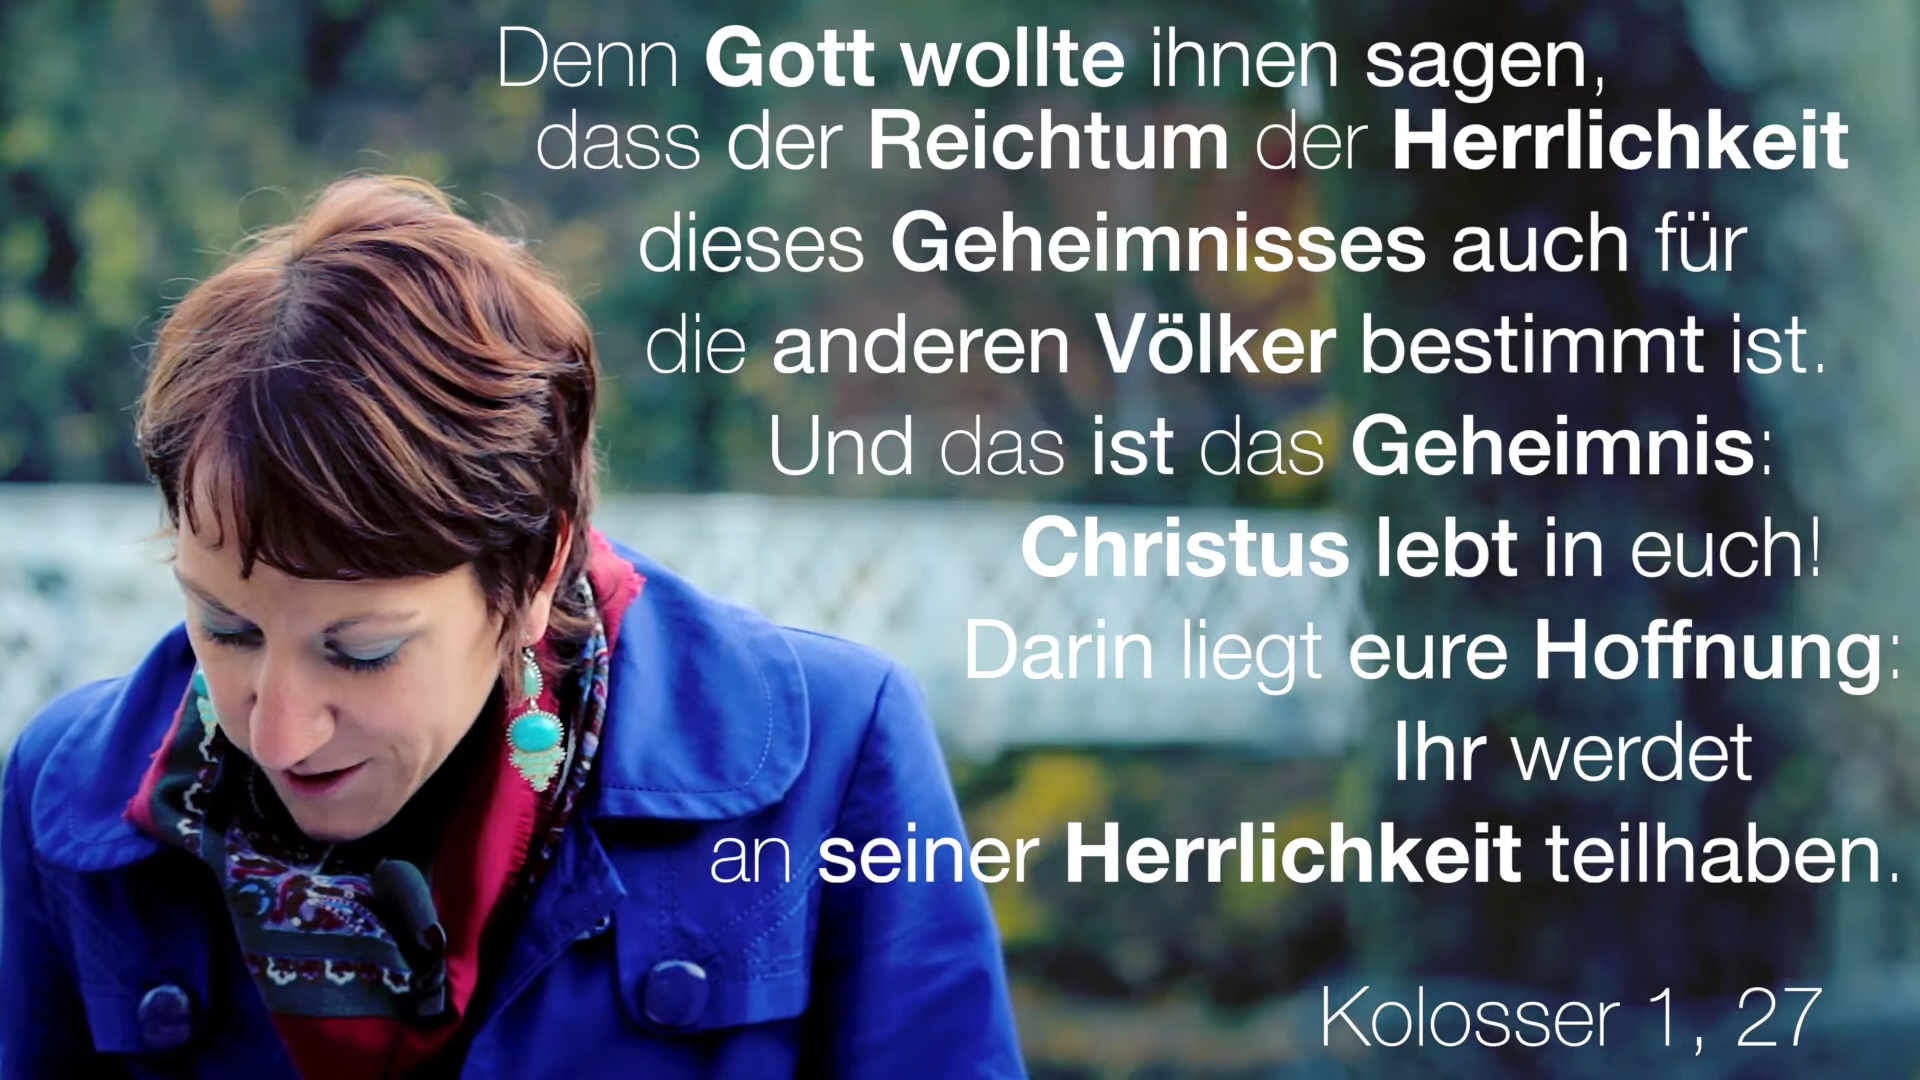 Denn Gott wollte ihnen sagen,
dass der Reichtum der Herrlichkeit
dieses Geheimnisses auch für
die anderen Völker bestimmt ist.
Und das ist das Geheimnis:
Christus lebt in euch!
Darin liegt eure Hoffnung:
Ihr werdet
an seiner Herrlichkeit teilhaben.
Kolosser 1, 27